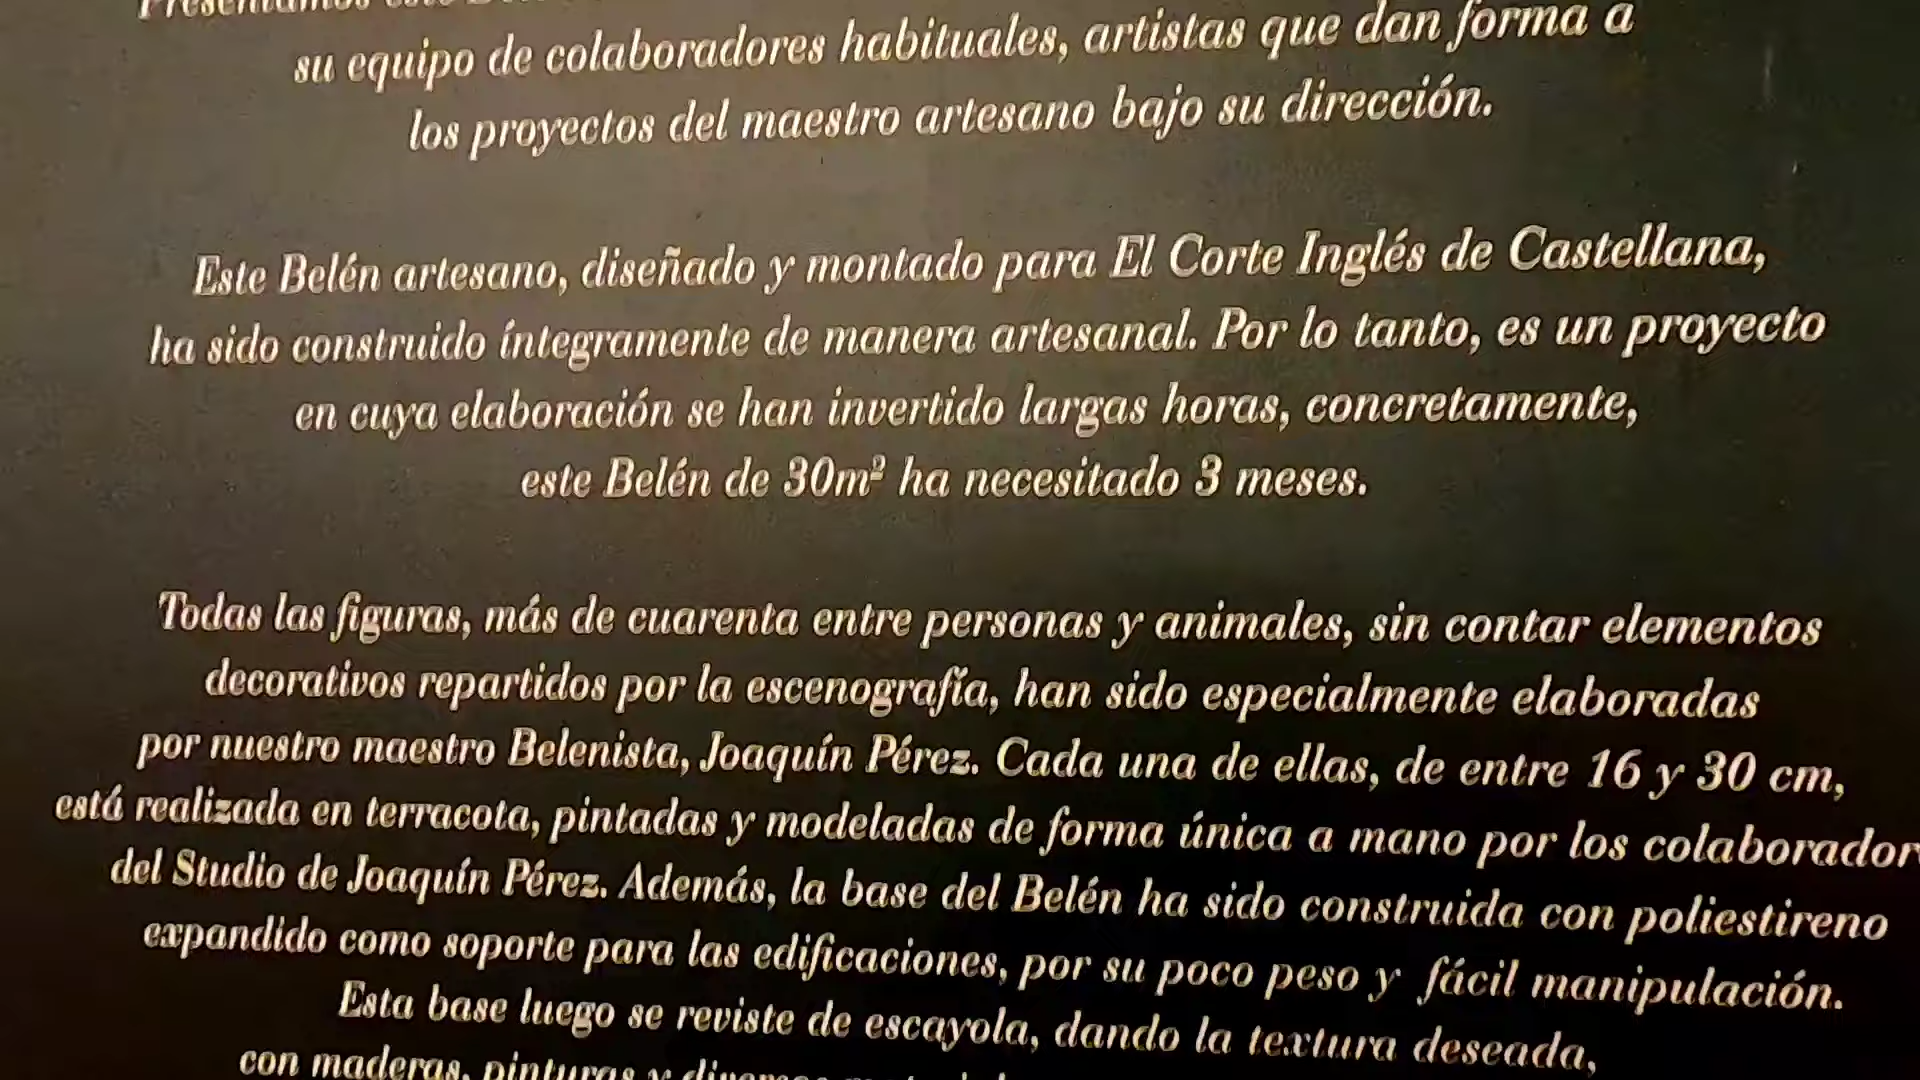 Presentamos este
su equipo de colaboradores habituales, artistas que dan forma a
los proyectos del maestro artesano bajo su dirección.
Este Belén artesano, diseñado y montado para El Corte Inglés de Castellana,
ha sido construido íntegramente de manera artesanal. Por lo tanto, es un proyecto
en cuya elaboración se han invertido largas horas, concretamente,
este Belén de 30m² ha necesitado 3 meses.
Todas las figuras, más de cuarenta entre personas y animales, sin contar elementos
decorativos repartidos por la escenografía, han sido especialmente elaboradas
por nuestro maestro Belenista, Joaquín Pérez. Cada una de ellas, de entre 16 y 30 cm,
está realizada en terracota, pintadas y modeladas de forma única a mano por los colaborador
del Studio de Joaquín Pérez. Además, la base del Belén ha sido construida con poliestireno
expandido como soporte para las edificaciones, por su poco peso y fácil manipulación.
Esta base luego se reviste de escayola, dando la textura deseada,
con maderas, pinturas y